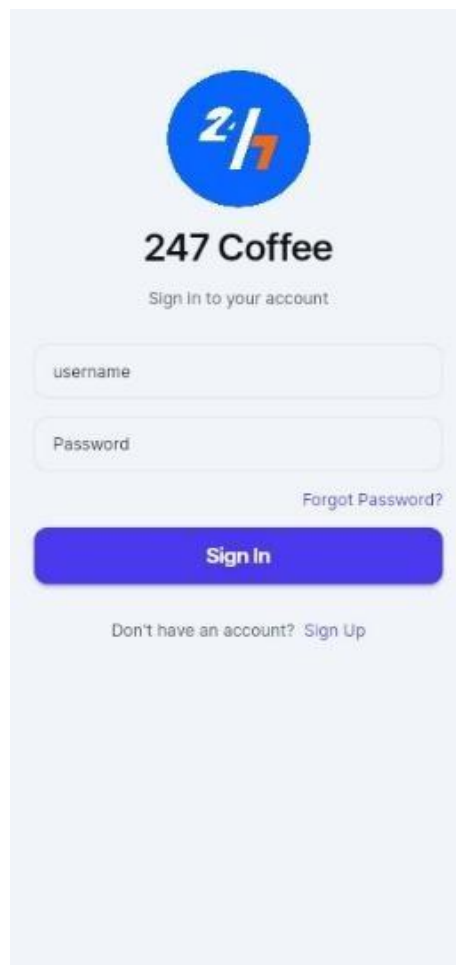 24/7
247 Coffee
Sign in to your account
username
Password
Forgot Password?
Sign In
Don't have an account? Sign Up